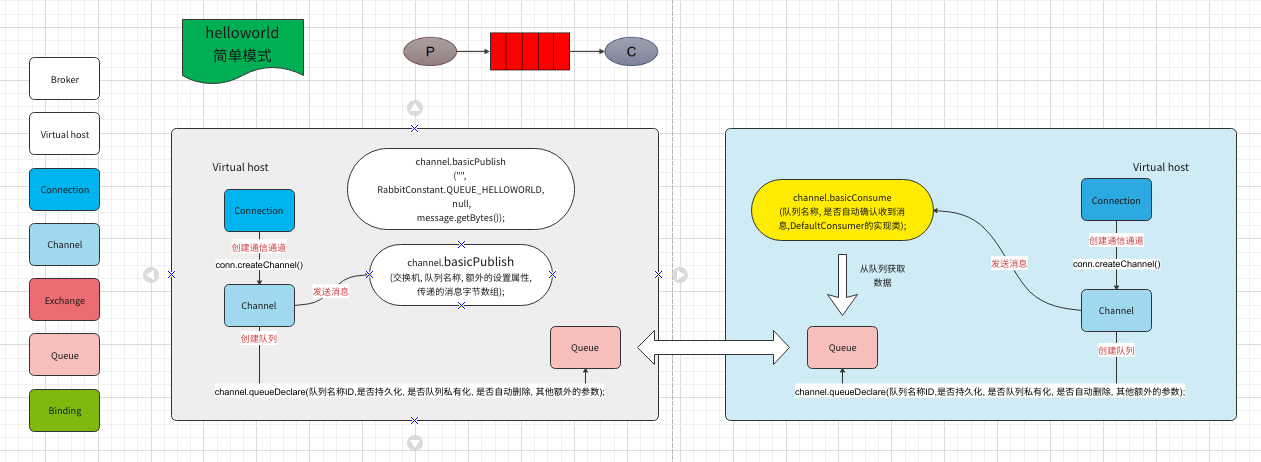 helloworld
简单模式
P
C
Broker
Virtual host
Connection
Channel
Exchange
Queue
Binding
Virtual host
Connection
创建通信通道
conn.createChannel()
Channel
发送消息
创建队列
channel.basicPublish
("",
RabbitConstant.QUEUE_HELLOWORLD,
null,
message.getBytes());
channel.basicPublish
(交换机, 队列名称, 额外的设置属性,
传递的消息字节数组);
Queue
channel.queueDeclare(队列名称ID,是否持久化, 是否队列私有化, 是否自动删除, 其他额外的参数);
Virtual host
Connection
创建通信通道
conn.createChannel()
Channel
发送消息
创建队列
channel.basicConsume
(队列名称, 是否自动确认收到消
息,DefaultConsumer的实现类);
从队列获取
数据
Queue
channel.queueDeclare(队列名称ID,是否持久化, 是否队列私有化, 是否自动删除, 其他额外的参数);